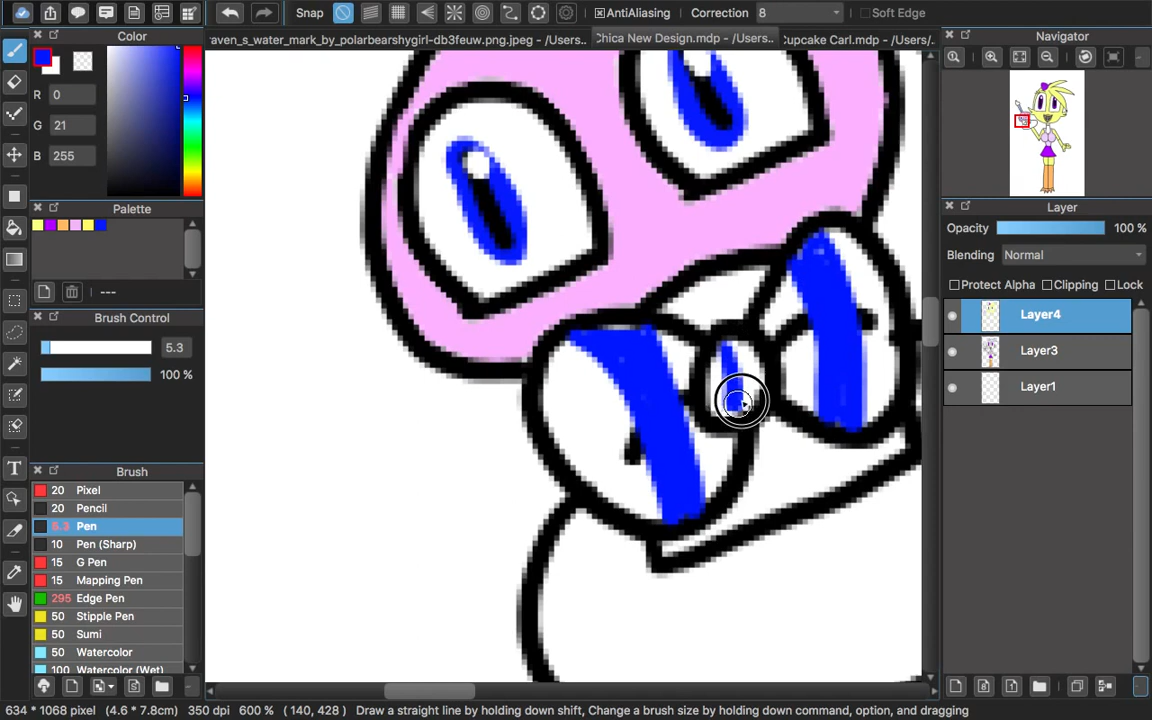 Snap AntiAliasing Correction 8 Soft Edge
raven_s_water_mark_by_polarbearshygirl-db3feuw.png.jpeg - /Users.. Chica New Design.mdp - /Users.. Cupcake Carl.mdp - /Users/..
Color
R 0
G 21
B 255
Palette
---
Brush Control
5.3
100 %
Brush
20 Pixel
20 Pencil
5.3 Pen
10 Pen (Sharp)
15 G Pen
15 Mapping Pen
295 Edge Pen
50 Stipple Pen
50 Sumi
50 Watercolor
100 Watercolor (Wet)
Navigator
Layer
Opacity 100 %
Blending Normal
Protect Alpha Clipping Lock
Layer4
Layer3
Layer1
634 * 1068 pixel (4.6 * 7.8cm) 350 dpi 600 % ( 140, 428 ) Draw a straight line by holding down shift, Change a brush size by holding down command, option, and dragging